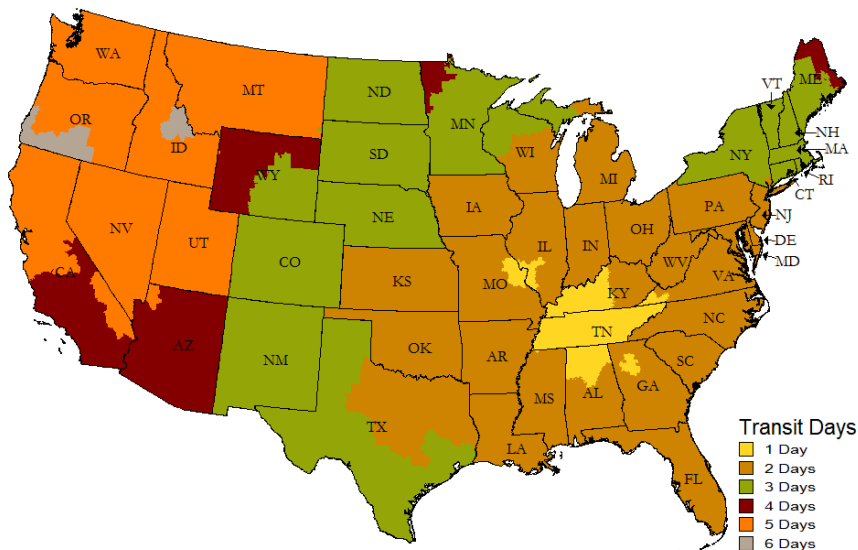 WA
MT
ND
VT
ME
OR
MN
ID
NH
MA
WY
SD
WI
NY
MI
RI
CT
IA
NE
PA
NJ
NV
OH
IL
IN
UT
DE
CO
WV
MD
CA
KS
MO
VA
KY
NC
TN
AZ
OK
AR
NM
SC
MS
AL
GA
TX
LA
FL
Transit Days
1 Day
2 Days
3 Days
4 Days
5 Days
6 Days